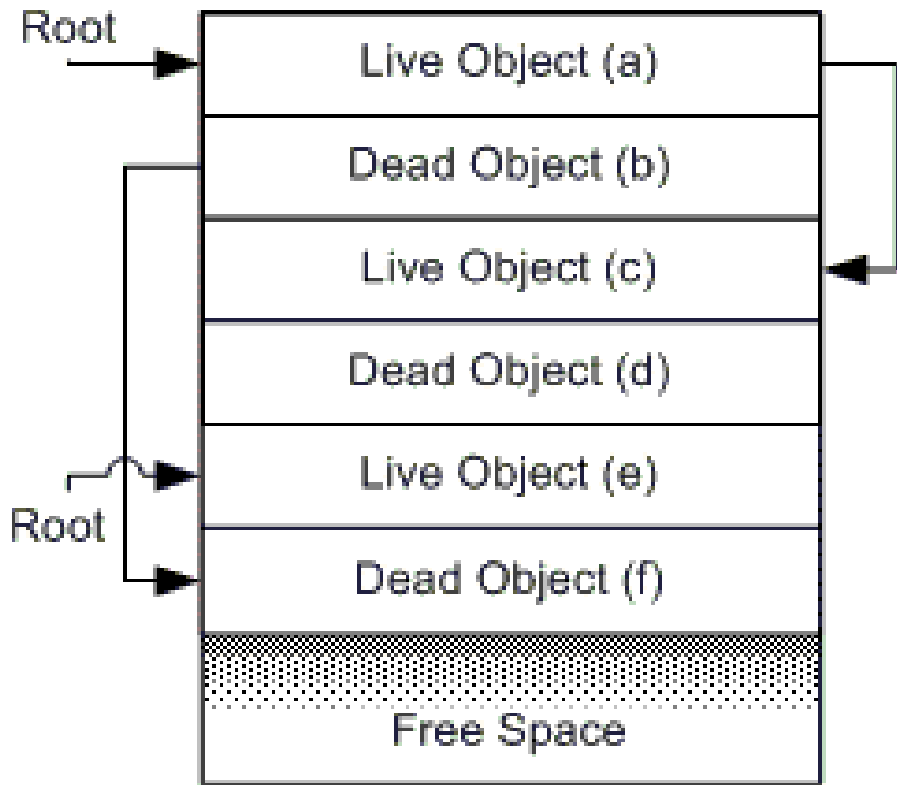 Root
Live Object (a)
Dead Object (b)
Live Object (c)
Dead Object (d)
Live Object (e)
Root
Dead Object (f)
Free Space